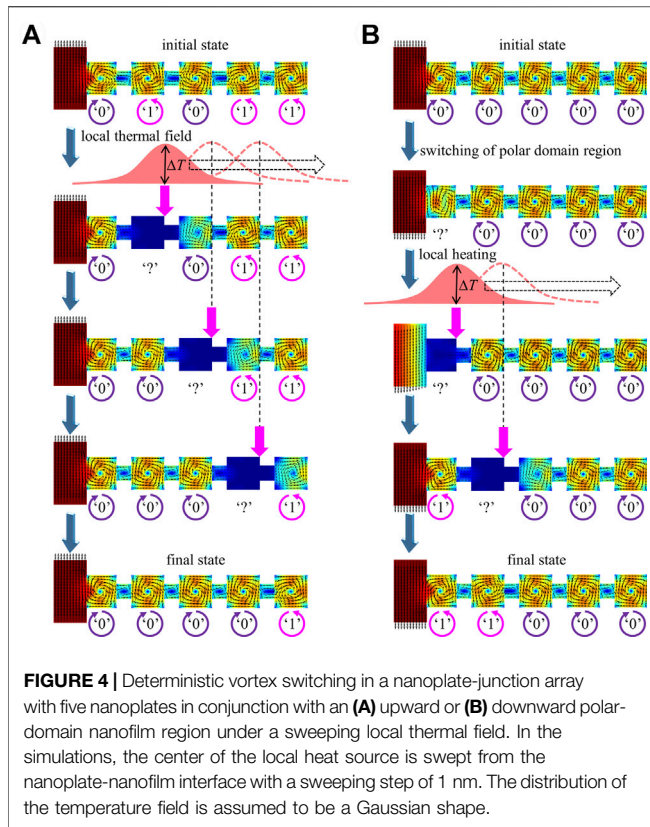 A
initial state
‘0’ ‘1’ ‘0’ ‘1’ ‘1’
local thermal field
ΔT
‘0’ ‘?’ ‘0’ ‘1’ ‘1’
‘0’ ‘0’ ‘?’ ‘1’ ‘1’
‘0’ ‘0’ ‘0’ ‘?’ ‘1’
final state
‘0’ ‘0’ ‘0’ ‘0’ ‘1’
B
initial state
‘0’ ‘0’ ‘0’ ‘0’ ‘0’
switching of polar domain region
‘?’ ‘0’ ‘0’ ‘0’ ‘0’
local heating
ΔT
‘?’ ‘0’ ‘0’ ‘0’ ‘0’
‘1’ ‘?’ ‘0’ ‘0’ ‘0’
final state
‘1’ ‘1’ ‘0’ ‘0’ ‘0’
FIGURE 4 | Deterministic vortex switching in a nanoplate-junction array
with five nanoplates in conjunction with an (A) upward or (B) downward polar-
domain nanofilm region under a sweeping local thermal field. In the
simulations, the center of the local heat source is swept from the
nanoplate-nanofilm interface with a sweeping step of 1 nm. The distribution of
the temperature field is assumed to be a Gaussian shape.